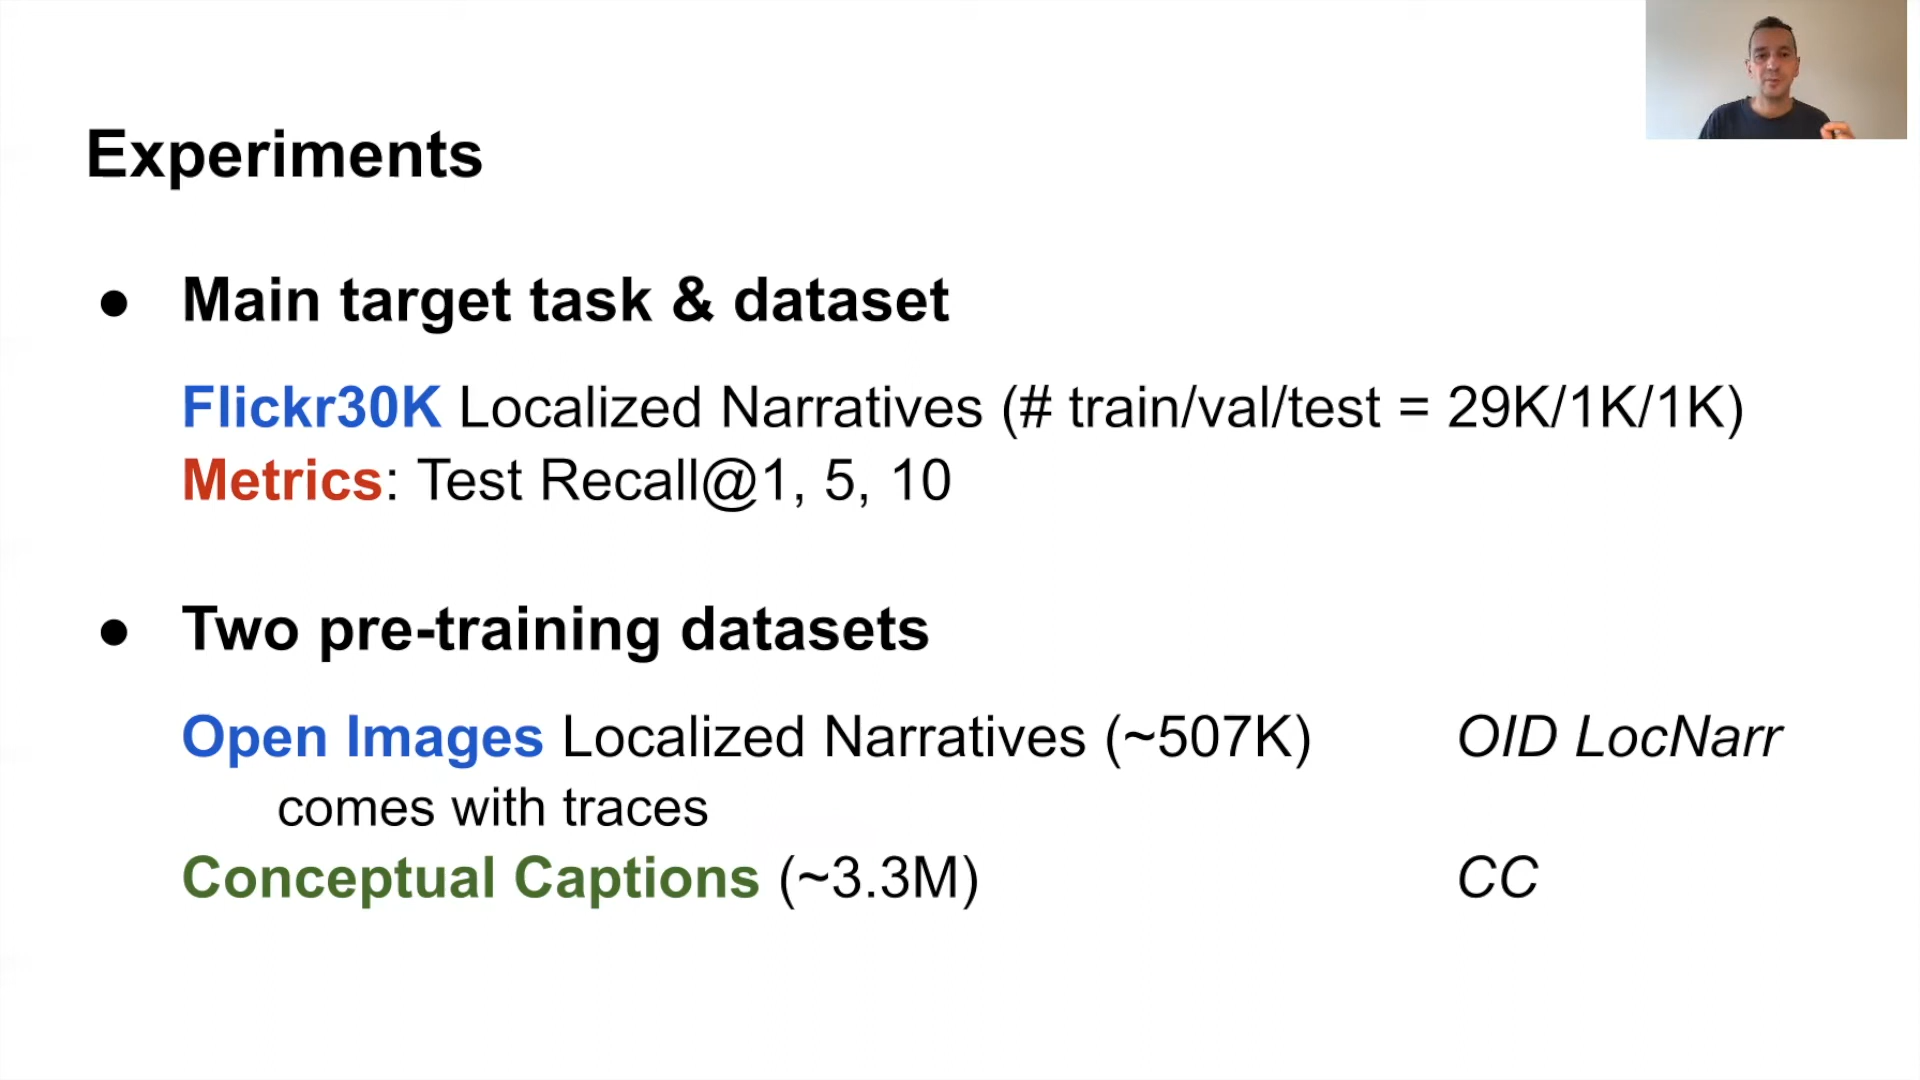 Experiments
● Main target task & dataset
Flickr30K Localized Narratives (# train/val/test = 29K/1K/1K)
Metrics: Test Recall@1, 5, 10
● Two pre-training datasets
Open Images Localized Narratives (~507K) OID LocNarr
comes with traces
Conceptual Captions (~3.3M) CC